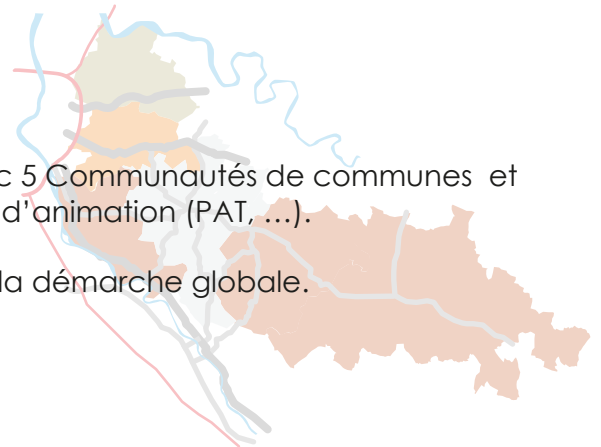 c 5 Communautés de communes et
d’animation (PAT, …).
la démarche globale.